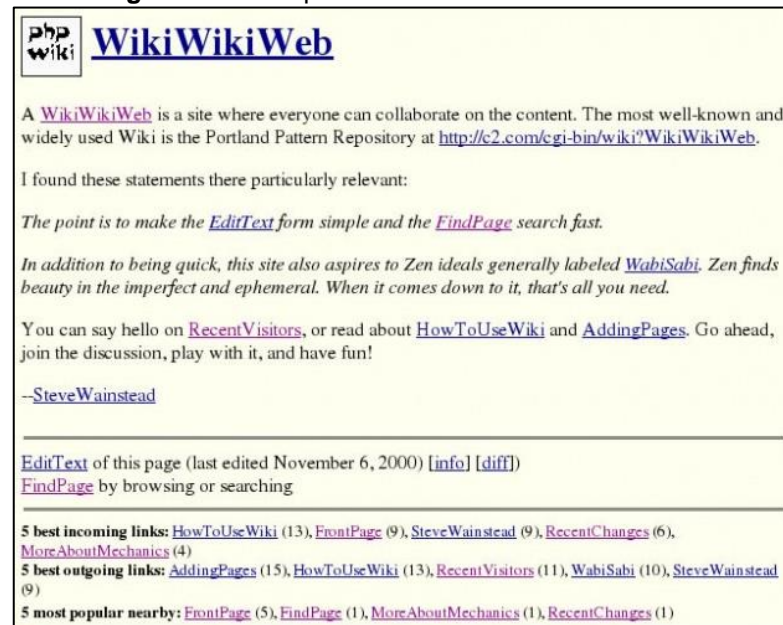 php
wiki
WikiWikiWeb
A WikiWikiWeb is a site where everyone can collaborate on the content. The most well-known and
widely used Wiki is the Portland Pattern Repository at http://c2.com/cgi-bin/wiki?WikiWikiWeb.
I found these statements there particularly relevant:
The point is to make the EditText form simple and the FindPage search fast.
In addition to being quick, this site also aspires to Zen ideals generally labeled WabiSabi. Zen finds
beauty in the imperfect and ephemeral. When it comes down to it, that's all you need.
You can say hello on RecentVisitors, or read about HowToUseWiki and AddingPages. Go ahead,
join the discussion, play with it, and have fun!
--SteveWainstead
EditText of this page (last edited November 6, 2000) [info] [diff])
FindPage by browsing or searching
5 best incoming links: HowToUseWiki (13), FrontPage (9), SteveWainstead (9), RecentChanges (6),
MoreAboutMechanics (4)
5 best outgoing links: AddingPages (15), HowToUseWiki (13), RecentVisitors (11), WabiSabi (10), SteveWainstead
(9)
5 most popular nearby: FrontPage (5), FindPage (1), MoreAboutMechanics (1), RecentChanges (1)